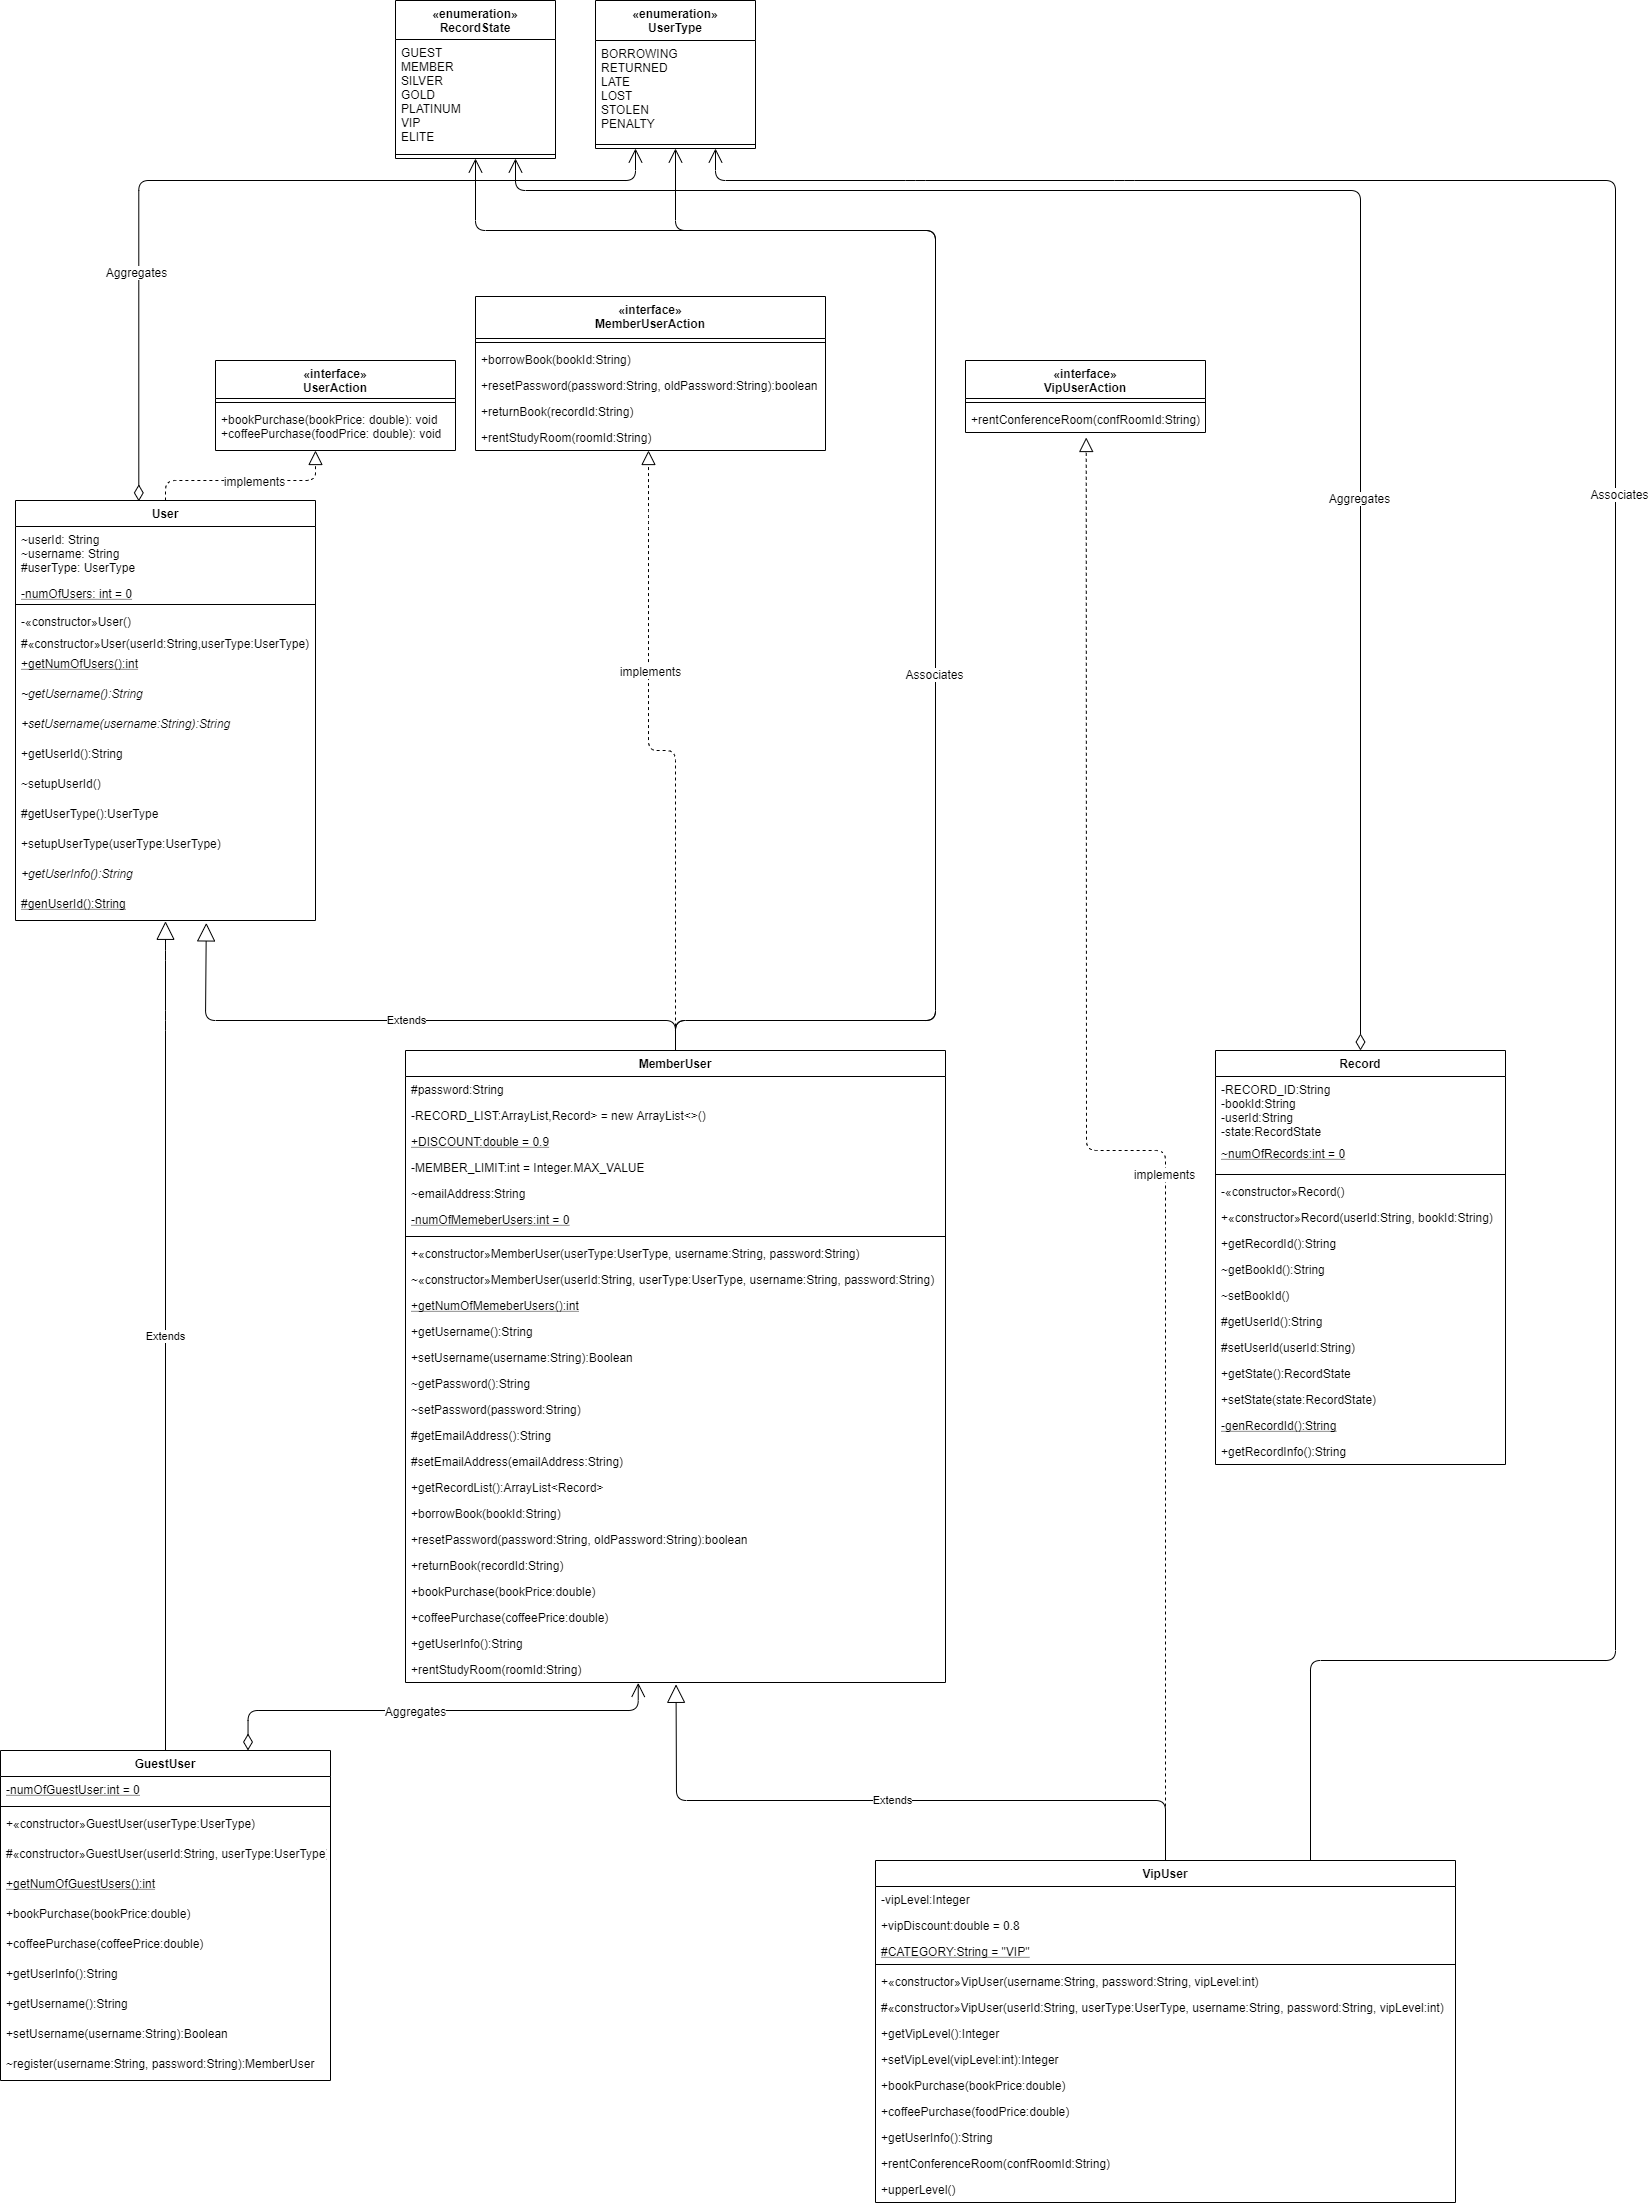 «enumeration»
RecordState
GUEST
MEMBER
SILVER
GOLD
PLATINUM
VIP
ELITE
«enumeration»
UserType
BORROWING
RETURNED
LATE
LOST
STOLEN
PENALTY
Aggregates
«interface»
UserAction
+bookPurchase(bookPrice: double): void
+coffeePurchase(foodPrice: double): void
«interface»
MemberUserAction
+borrowBook(bookId:String)
+resetPassword(password:String, oldPassword:String):boolean
+returnBook(recordId:String)
+rentStudyRoom(roomId:String)
«interface»
VipUserAction
+rentConferenceRoom(confRoomId:String)
implements
Aggregates
Associates
User
~userId: String
~username: String
#userType: UserType
-numOfUsers: int = 0
-«constructor»User()
#«constructor»User(userId:String,userType:UserType)
+getNumOfUsers():int
~getUsername():String
+setUsername(username:String):String
+getUserId():String
~setupUserId()
#getUserType():UserType
+setupUserType(userType:UserType)
+getUserInfo():String
#genUserId():String
implements
Associates
Extends
MemberUser
#password:String
-RECORD_LIST:ArrayList,Record> = new ArrayList<>()
+DISCOUNT:double = 0.9
-MEMBER_LIMIT:int = Integer.MAX_VALUE
~emailAddress:String
-numOfMemeberUsers:int = 0
+«constructor»MemberUser(userType:UserType, username:String, password:String)
~«constructor»MemberUser(userId:String, userType:UserType, username:String, password:String)
+getNumOfMemeberUsers():int
+getUsername():String
+setUsername(username:String):Boolean
~getPassword():String
~setPassword(password:String)
#getEmailAddress():String
#setEmailAddress(emailAddress:String)
+getRecordList():ArrayList<Record>
+borrowBook(bookId:String)
+resetPassword(password:String, oldPassword:String):boolean
+returnBook(recordId:String)
+bookPurchase(bookPrice:double)
+coffeePurchase(coffeePrice:double)
+getUserInfo():String
+rentStudyRoom(roomId:String)
implements
Record
-RECORD_ID:String
-bookId:String
-userId:String
-state:RecordState
~numOfRecords:int = 0
-«constructor»Record()
+«constructor»Record(userId:String, bookId:String)
+getRecordId():String
~getBookId():String
~setBookId()
#getUserId():String
#setUserId(userId:String)
+getState():RecordState
+setState(state:RecordState)
-genRecordId():String
+getRecordInfo():String
Extends
Aggregates
GuestUser
-numOfGuestUser:int = 0
+«constructor»GuestUser(userType:UserType)
#«constructor»GuestUser(userId:String, userType:UserType
+getNumOfGuestUsers():int
+bookPurchase(bookPrice:double)
+coffeePurchase(coffeePrice:double)
+getUserInfo():String
+getUsername():String
+setUsername(username:String):Boolean
~register(username:String, password:String):MemberUser
Extends
VipUser
-vipLevel:Integer
+vipDiscount:double = 0.8
#CATEGORY:String = "VIP"
+«constructor»VipUser(username:String, password:String, vipLevel:int)
#«constructor»VipUser(userId:String, userType:UserType, username:String, password:String, vipLevel:int)
+getVipLevel():Integer
+setVipLevel(vipLevel:int):Integer
+bookPurchase(bookPrice:double)
+coffeePurchase(foodPrice:double)
+getUserInfo():String
+rentConferenceRoom(confRoomId:String)
+upperLevel()